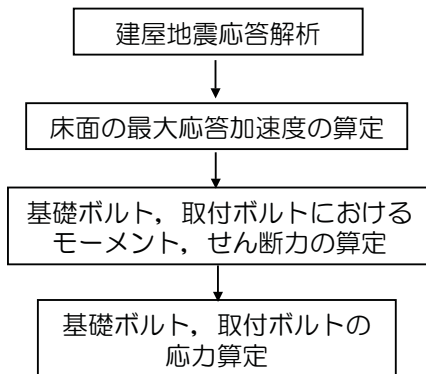 建屋地震応答解析
床面の最大応答加速度の算定
基礎ボルト，取付ボルトにおける
モーメント，せん断力の算定
基礎ボルト，取付ボルトの
応力算定